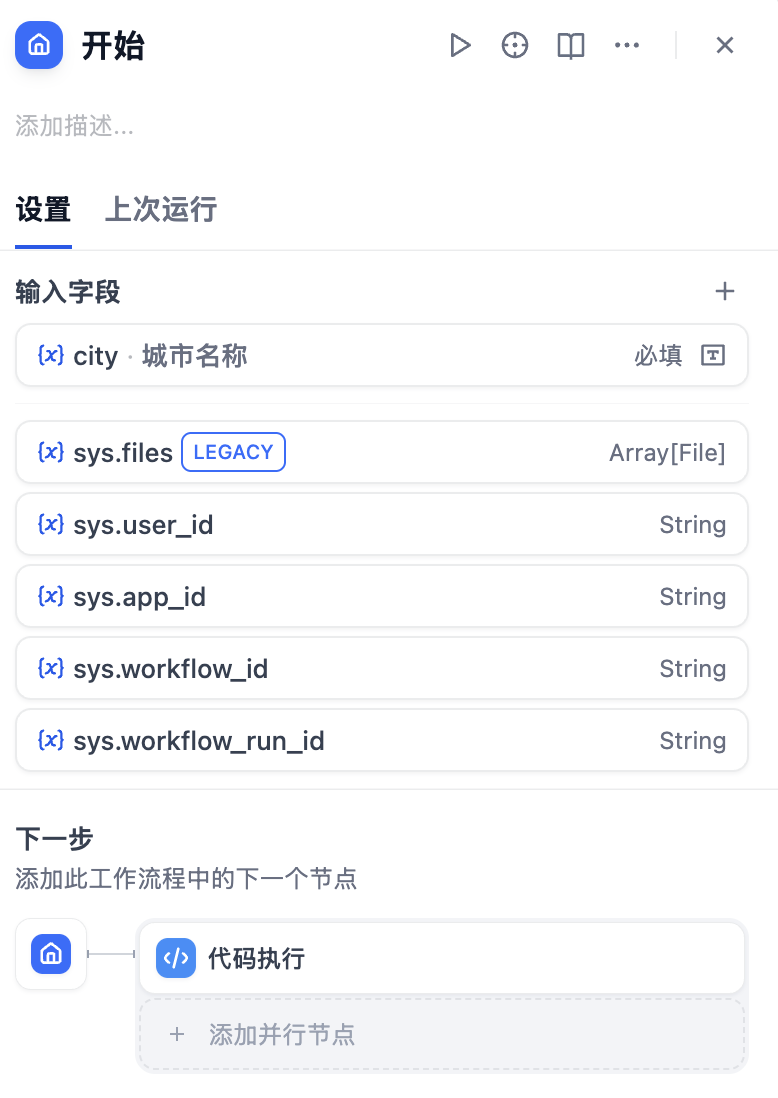 开始
添加描述...
设置 上次运行
输入字段
{x} city · 城市名称 必填
{x} sys.files LEGACY Array[File]
{x} sys.user_id String
{x} sys.app_id String
{x} sys.workflow_id String
{x} sys.workflow_run_id String
下一步
添加此工作流程中的下一个节点
代码执行
+ 添加并行节点